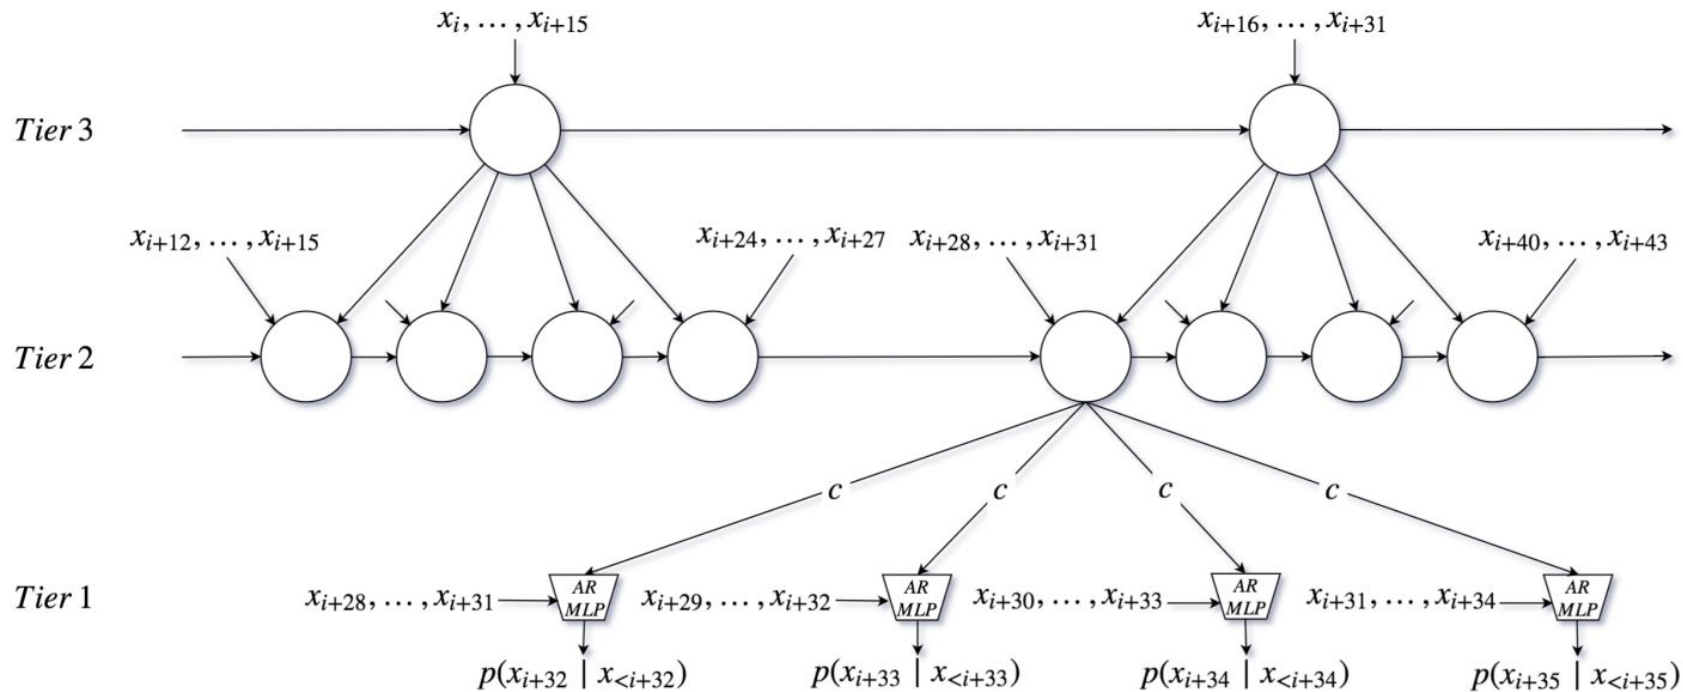 x_i, … , x_{i+15}
x_{i+16}, … , x_{i+31}
Tier 3
x_{i+12}, … , x_{i+15}
x_{i+24}, … , x_{i+27}
x_{i+28}, … , x_{i+31}
x_{i+40}, … , x_{i+43}
Tier 2
c
c
c
c
Tier 1
x_{i+28}, … , x_{i+31}
AR
MLP
x_{i+29}, … , x_{i+32}
AR
MLP
x_{i+30}, … , x_{i+33}
AR
MLP
x_{i+31}, … , x_{i+34}
AR
MLP
p(x_{i+32} | x_{<i+32})
p(x_{i+33} | x_{<i+33})
p(x_{i+34} | x_{<i+34})
p(x_{i+35} | x_{<i+35})